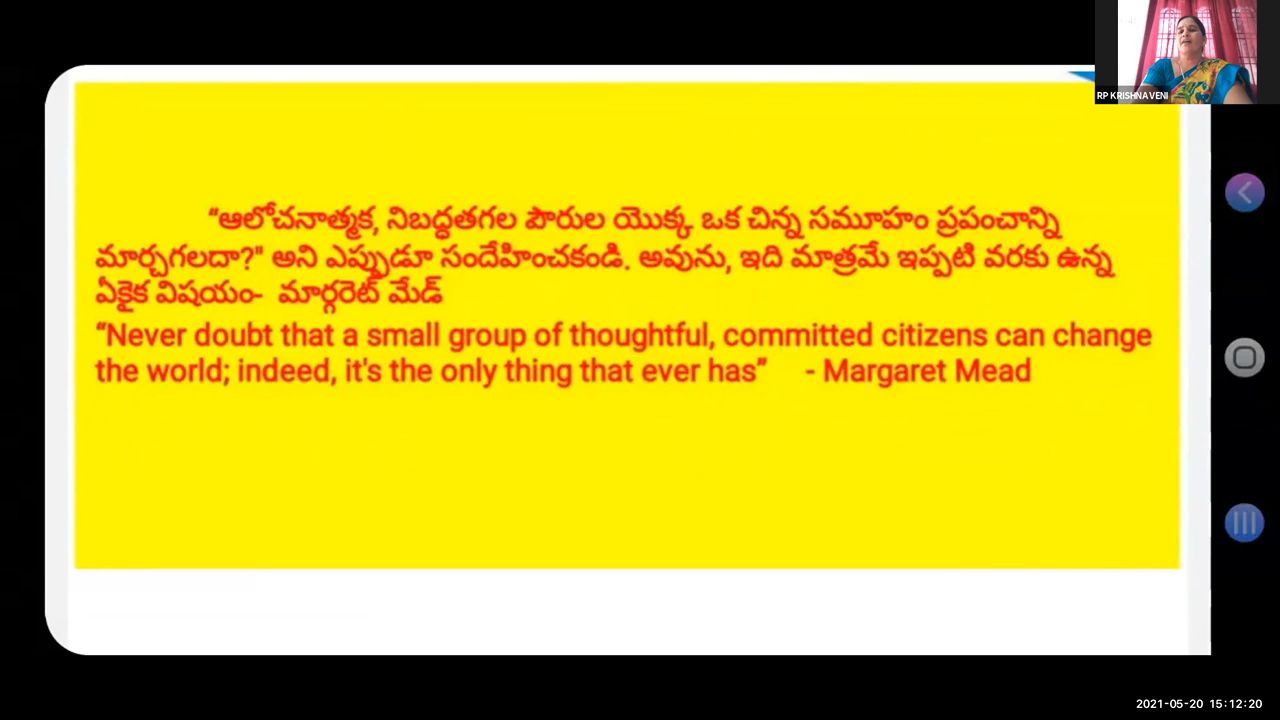 RP KRISHNAVENI
“ఆలోచనాత్మక, నిబద్ధతగల పౌరుల యొక్క ఒక చిన్న సమూహం ప్రపంచాన్ని
మార్చగలదా?" అని ఎప్పుడూ సందేహించకండి. అవును, ఇది మాత్రమే ఇప్పటి వరకు ఉన్న
ఏకైక విషయం- మార్గరెట్ మేడ్
“Never doubt that a small group of thoughtful, committed citizens can change
the world; indeed, it's the only thing that ever has” - Margaret Mead
2021-05-20 15:12:20